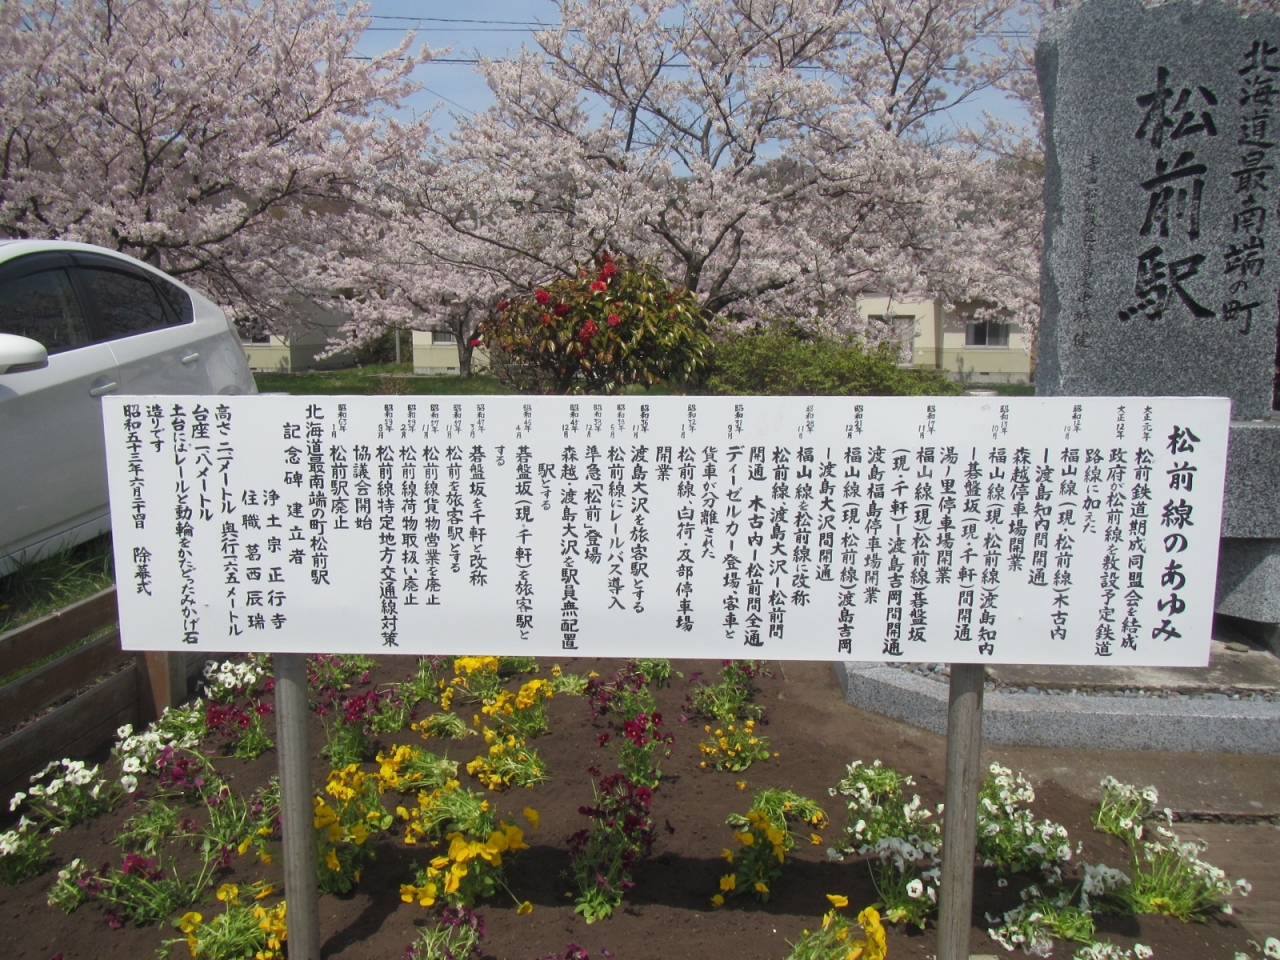 松前線のあゆみ
大正元年 松前鉄道期成同盟会を結成
大正12年 政府が松前線を敷設予定鉄道
路線に加えた
福山線(現松前線)木古内
ー渡島知内間開通
森越停車場開業
福山線(現松前線渡島知内
ー碁盤坂(現千軒)間開通
湯ノ里停車場開業
福山線(現松前線)碁盤坂
(現千軒)渡島吉岡間開通
渡島福島停車場開業
福山線(現松前線)渡島吉岡
ー渡島大沢間開通
福山線を松前線に改称
松前線渡島大沢ー松前間
開通 木古内ー松前間全通
ディーゼルカー登場、客車と
貨車が分離された
松前線、白符、及部停車場
開業
渡島大沢を旅客駅とする
松前線にレールバス導入
準急「松前」登場
森越・渡島大沢を駅員無配置
駅とする
碁盤坂(現千軒)を旅客駅と
する
碁盤坂を千軒と改称
松前を旅客駅とする
松前線貨物営業を廃止
松前線荷物取扱い廃止
松前線特定地方交通線対策
協議会開始
松前駅廃止
北海道最南端の町松前駅
記念碑建立者
浄土宗正行寺
住職 葛西辰瑞
高さ二、二メートル 奥行一、六五メートル
台座一、八メートル
土台にはレールと動輪をかたどったみかげ石
造りです
昭和五十三年六月二十四日 除幕式
北海道最南端の町
松前駅